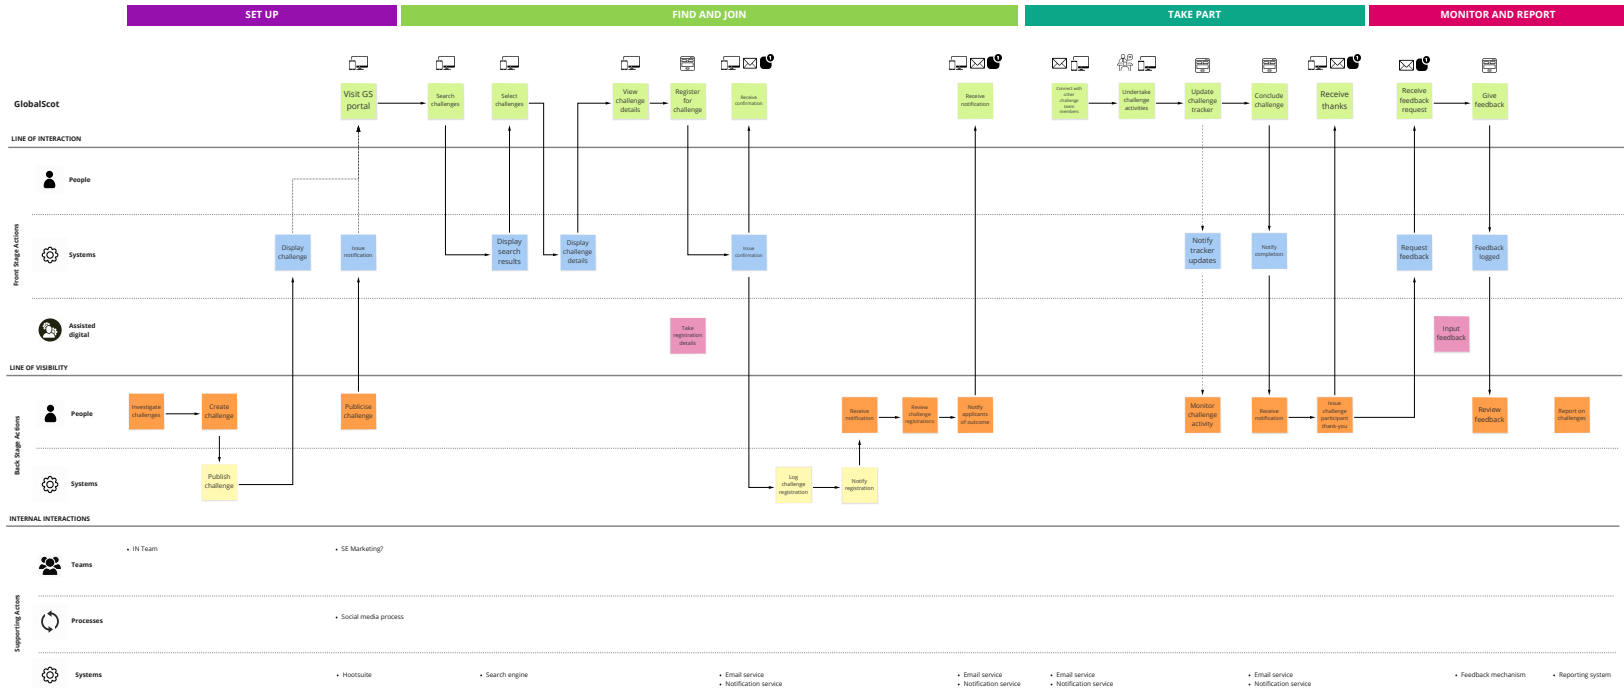 SET UP
FIND AND JOIN
TAKE PART
MONITOR AND REPORT
GlobalScot
Visit GS
portal
Search
challenges
Select
challenges
View
challenge
details
Register
for
challenge
Receive
confirmation
Receive
notification
Connect with
other
challenge
team
members
Undertake
challenge
activities
Update
challenge
tracker
Conclude
challenge
Receive
thanks
Receive
feedback
request
Give
feedback
LINE OF INTERACTION
Front Stage Actions
People
Systems
Display
challenge
Issue
notification
Display
search
results
Display
challenge
details
Issue
confirmation
Notify
tracker
updates
Notify
completion
Request
feedback
Feedback
logged
Assisted
digital
Take
registration
details
Input
feedback
LINE OF VISIBILITY
Back Stage Actions
People
Investigate
challenges
Create
challenge
Publicise
challenge
Receive
notification
Review
challenge
registrations
Notify
applicants
of outcome
Monitor
challenge
activity
Receive
notification
Issue
challenge
participant
thank-you
Review
feedback
Report on
challenges
Systems
Publish
challenge
Log
challenge
registration
Notify
registration
INTERNAL INTERACTIONS
Supporting Actors
Teams
• IN Team
• SE Marketing?
Processes
• Social media process
Systems
• Hootsuite
• Search engine
• Email service
• Notification service
• Email service
• Notification service
• Email service
• Notification service
• Email service
• Notification service
• Feedback mechanism
• Reporting system